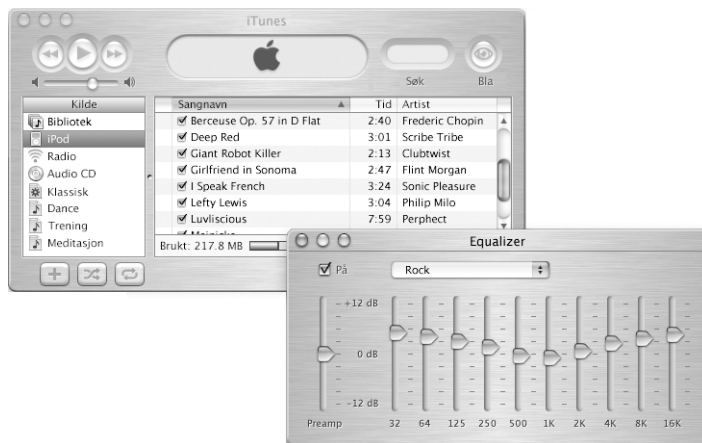 iTunes
Søk
Bla
Kilde
Bibliotek
iPod
Radio
Audio CD
Klassisk
Dance
Trening
Meditasjon
Sangnavn Tid Artist
Berceuse Op. 57 in D Flat 2:40 Frederic Chopin
Deep Red 3:01 Scribe Tribe
Giant Robot Killer 2:13 Clubtwist
Girlfriend in Sonoma 2:47 Flint Morgan
I Speak French 3:24 Sonic Pleasure
Lefty Lewis 3:04 Philip Milo
Luvliscious 7:59 Perphect
Brukt: 217.8 MB
Equalizer
På Rock
+12 dB
0 dB
-12 dB
Preamp 32 64 125 250 500 1K 2K 4K 8K 16K